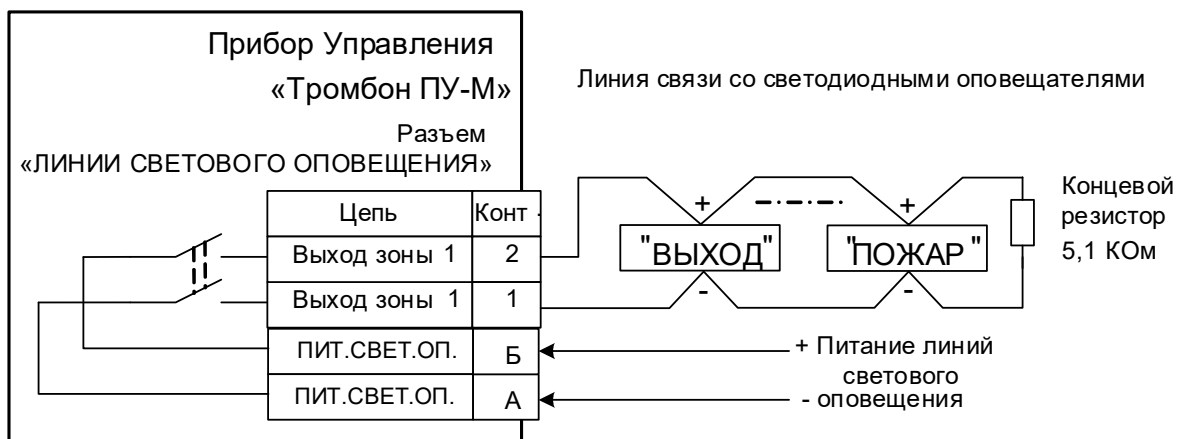 Прибор Управления
«Тромбон ПУ-М»
Линия связи со светодиодными оповещателями
Разъем
«ЛИНИИ СВЕТОВОГО ОПОВЕЩЕНИЯ»
Цепь Конт.
Выход зоны 1 2
Выход зоны 1 1
ПИТ.СВЕТ.ОП. Б
ПИТ.СВЕТ.ОП. А
+ +
"ВЫХОД" "ПОЖАР"
- -
Концевой
резистор
5,1 КОм
+ Питание линий
светового
- оповещения